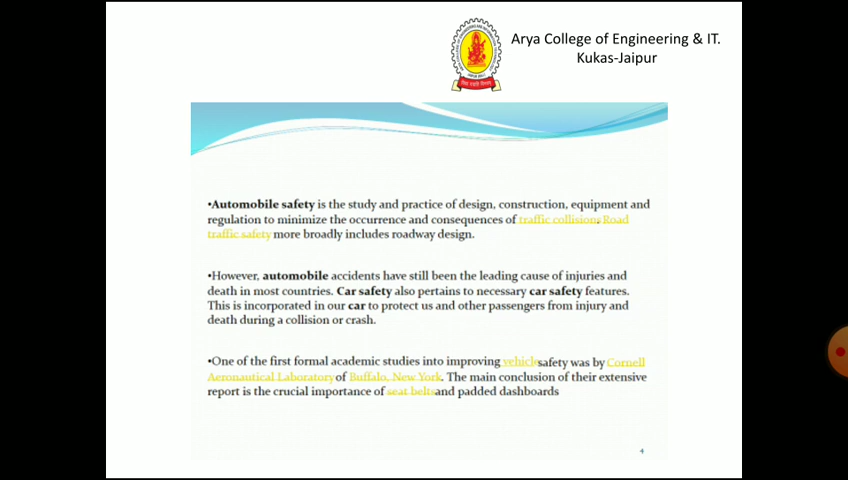 Arya College of Engineering & IT.
Kukas-Jaipur
•Automobile safety is the study and practice of design, construction, equipment and
regulation to minimize the occurrence and consequences of traffic collisions. Road
traffic safety more broadly includes roadway design.
•However, automobile accidents have still been the leading cause of injuries and
death in most countries. Car safety also pertains to necessary car safety features.
This is incorporated in our car to protect us and other passengers from injury and
death during a collision or crash.
•One of the first formal academic studies into improving vehicle safety was by Cornell
Aeronautical Laboratory of Buffalo, New York. The main conclusion of their extensive
report is the crucial importance of seat belts and padded dashboards
4